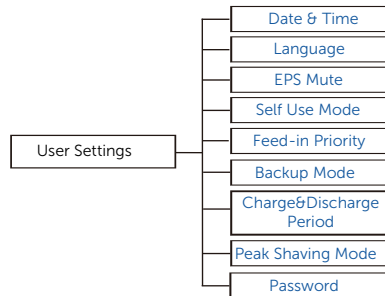 Date & Time
Language
EPS Mute
Self Use Mode
User Settings
Feed-in Priority
Backup Mode
Charge&Discharge
Period
Peak Shaving Mode
Password